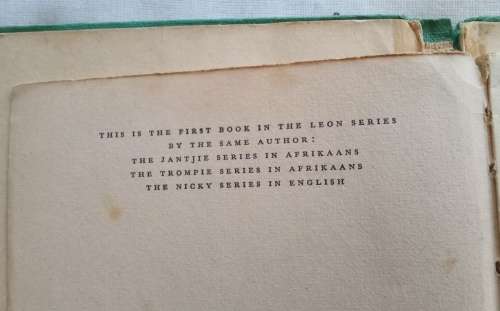 THIS IS THE FIRST BOOK IN THE LEON SERIES
BY THE SAME AUTHOR:
THE JANTJIE SERIES IN AFRIKAANS
THE TROMPIE SERIES IN AFRIKAANS
THE NICKY SERIES IN ENGLISH